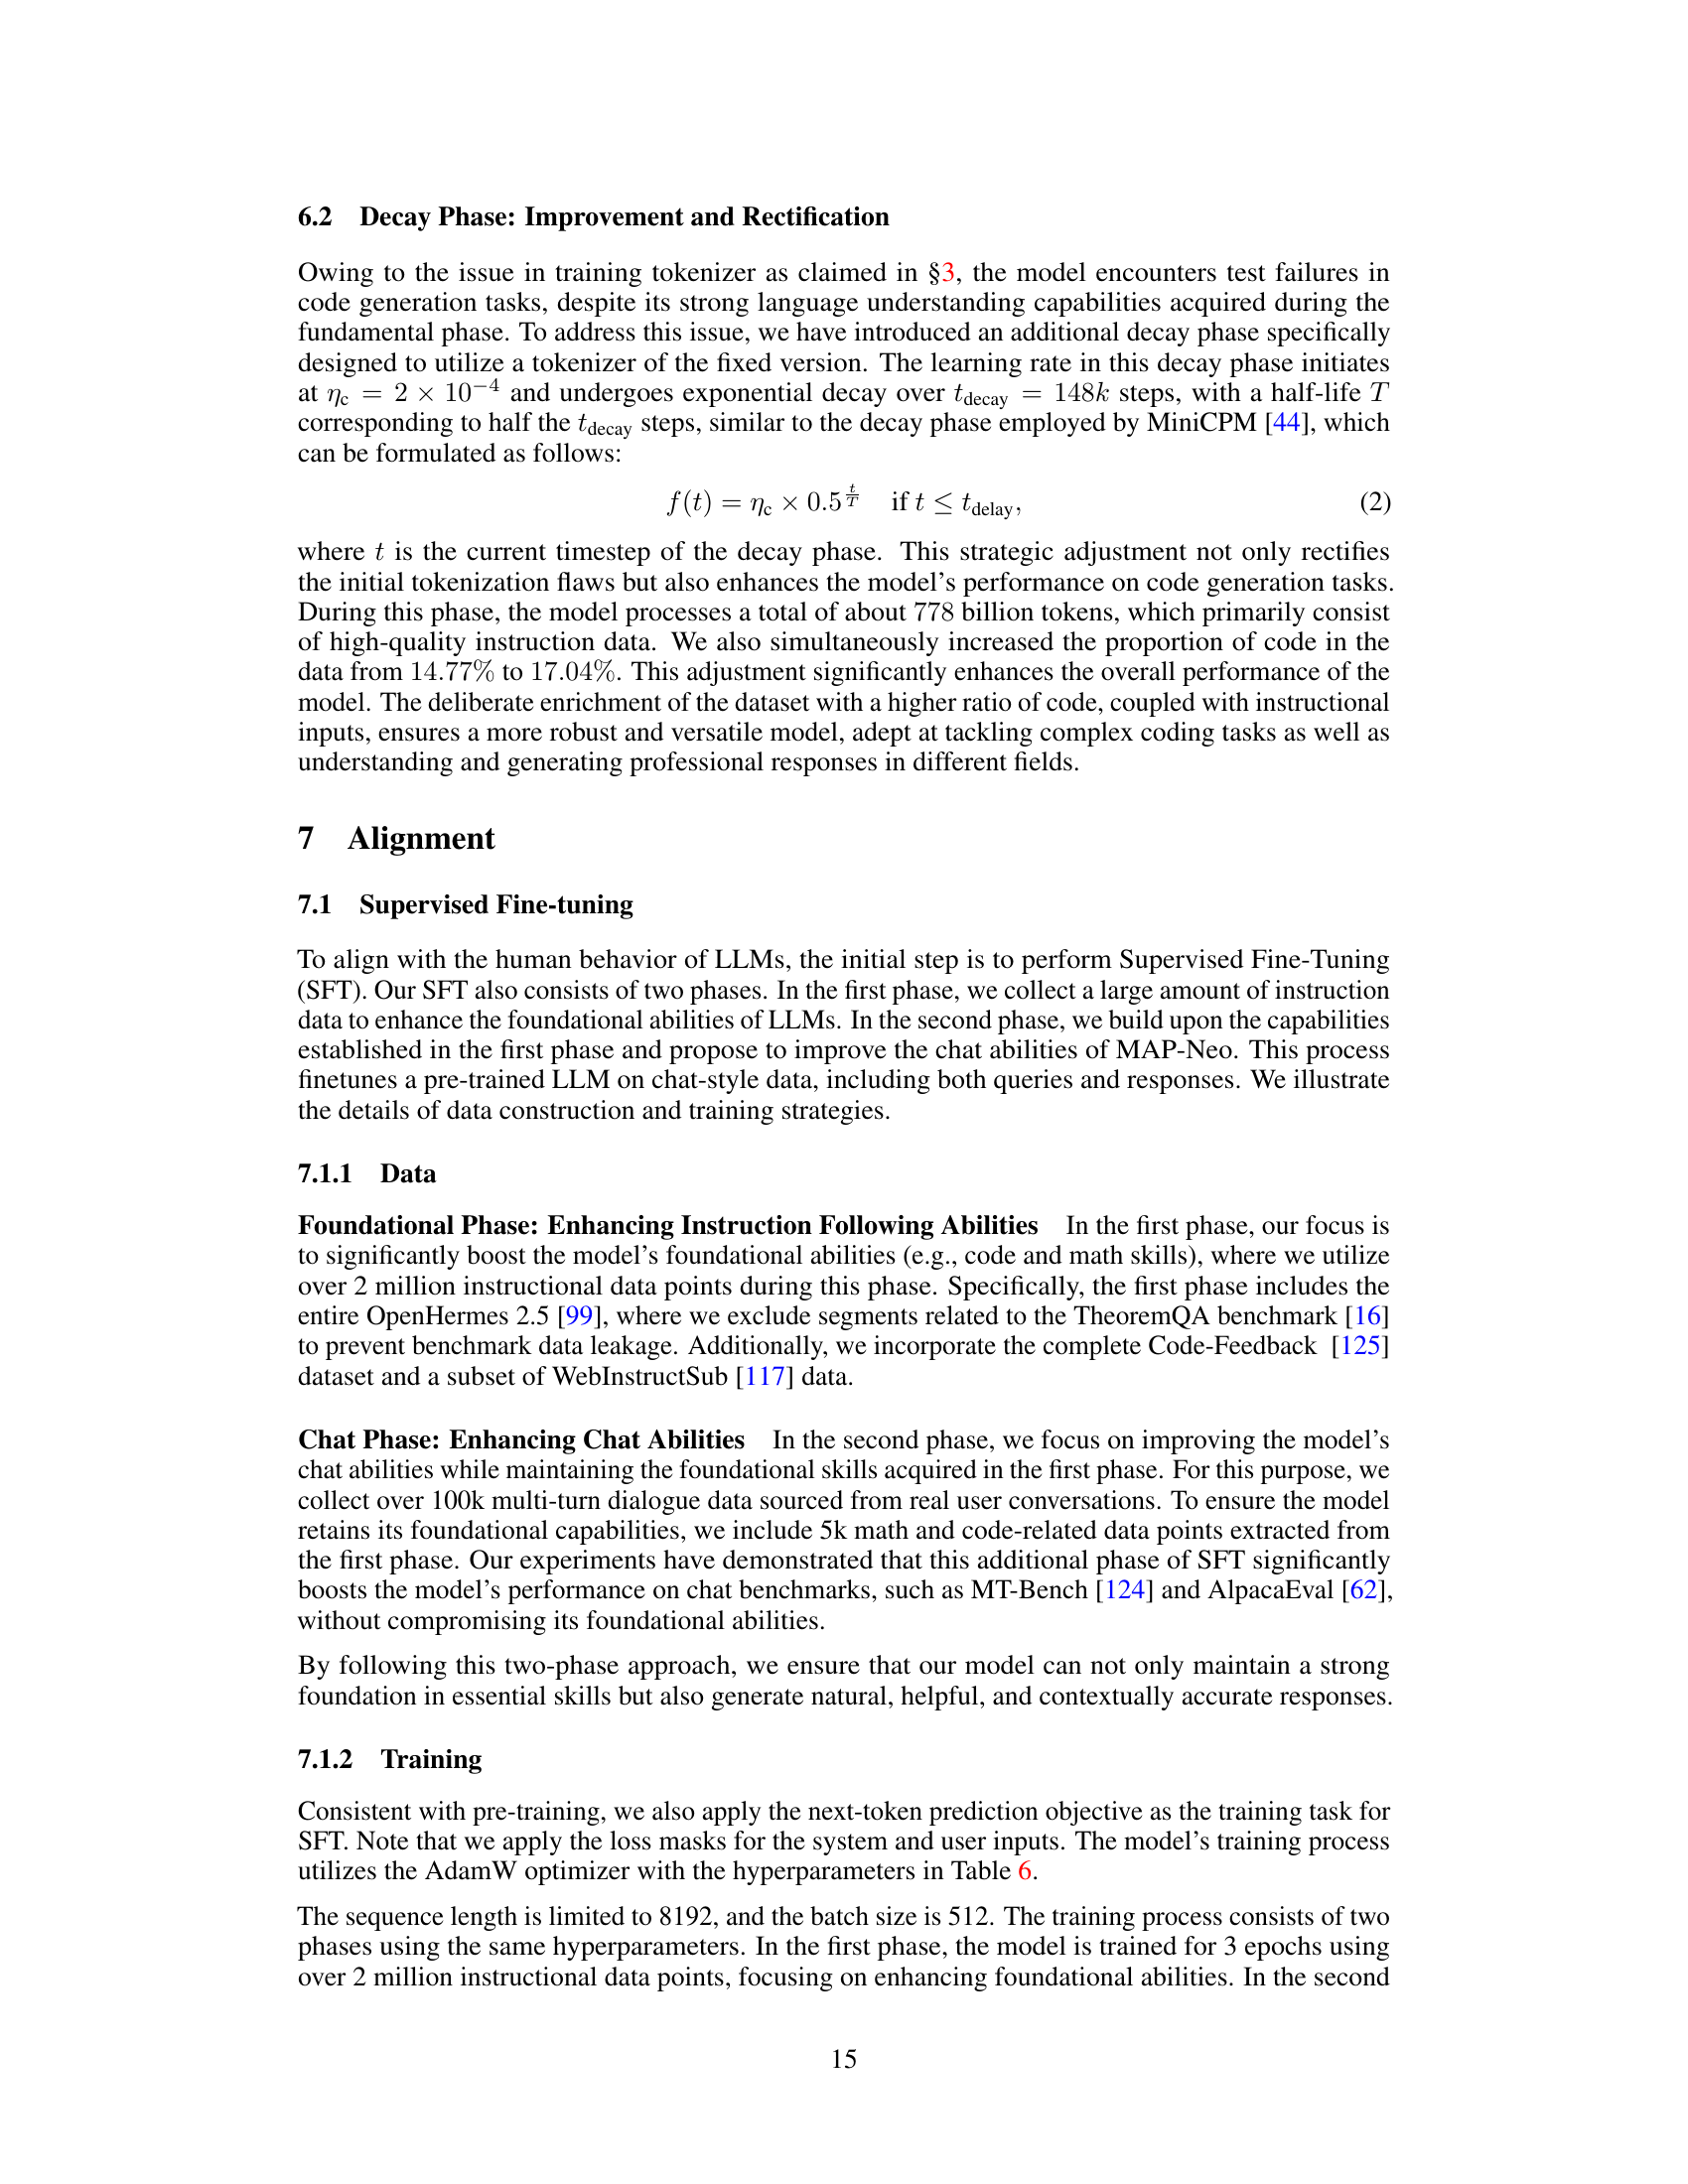 6.2 Decay Phase: Improvement and Rectification
Owing to the issue in training tokenizer as claimed in §3, the model encounters test failures in
code generation tasks, despite its strong language understanding capabilities acquired during the
fundamental phase. To address this issue, we have introduced an additional decay phase specifically
designed to utilize a tokenizer of the fixed version. The learning rate in this decay phase initiates
at η_c = 2 × 10^{−4} and undergoes exponential decay over t_decay = 148k steps, with a half-life T
corresponding to half the t_decay steps, similar to the decay phase employed by MiniCPM [44], which
can be formulated as follows:
f(t) = η_c × 0.5^{t/T} if t ≤ t_delay, (2)
where t is the current timestep of the decay phase. This strategic adjustment not only rectifies
the initial tokenization flaws but also enhances the model's performance on code generation tasks.
During this phase, the model processes a total of about 778 billion tokens, which primarily consist
of high-quality instruction data. We also simultaneously increased the proportion of code in the
data from 14.77% to 17.04%. This adjustment significantly enhances the overall performance of the
model. The deliberate enrichment of the dataset with a higher ratio of code, coupled with instructional
inputs, ensures a more robust and versatile model, adept at tackling complex coding tasks as well as
understanding and generating professional responses in different fields.
7 Alignment
7.1 Supervised Fine-tuning
To align with the human behavior of LLMs, the initial step is to perform Supervised Fine-Tuning
(SFT). Our SFT also consists of two phases. In the first phase, we collect a large amount of instruction
data to enhance the foundational abilities of LLMs. In the second phase, we build upon the capabilities
established in the first phase and propose to improve the chat abilities of MAP-Neo. This process
finetunes a pre-trained LLM on chat-style data, including both queries and responses. We illustrate
the details of data construction and training strategies.
7.1.1 Data
Foundational Phase: Enhancing Instruction Following Abilities In the first phase, our focus is
to significantly boost the model's foundational abilities (e.g., code and math skills), where we utilize
over 2 million instructional data points during this phase. Specifically, the first phase includes the
entire OpenHermes 2.5 [99], where we exclude segments related to the TheoremQA benchmark [16]
to prevent benchmark data leakage. Additionally, we incorporate the complete Code-Feedback [125]
dataset and a subset of WebInstructSub [117] data.
Chat Phase: Enhancing Chat Abilities In the second phase, we focus on improving the model's
chat abilities while maintaining the foundational skills acquired in the first phase. For this purpose, we
collect over 100k multi-turn dialogue data sourced from real user conversations. To ensure the model
retains its foundational capabilities, we include 5k math and code-related data points extracted from
the first phase. Our experiments have demonstrated that this additional phase of SFT significantly
boosts the model's performance on chat benchmarks, such as MT-Bench [124] and AlpacaEval [62],
without compromising its foundational abilities.
By following this two-phase approach, we ensure that our model can not only maintain a strong
foundation in essential skills but also generate natural, helpful, and contextually accurate responses.
7.1.2 Training
Consistent with pre-training, we also apply the next-token prediction objective as the training task for
SFT. Note that we apply the loss masks for the system and user inputs. The model's training process
utilizes the AdamW optimizer with the hyperparameters in Table 6.
The sequence length is limited to 8192, and the batch size is 512. The training process consists of two
phases using the same hyperparameters. In the first phase, the model is trained for 3 epochs using
over 2 million instructional data points, focusing on enhancing foundational abilities. In the second
15